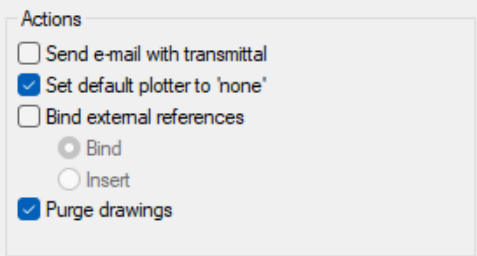 Actions
Send e-mail with transmittal
Set default plotter to 'none'
Bind external references
Bind
Insert
Purge drawings